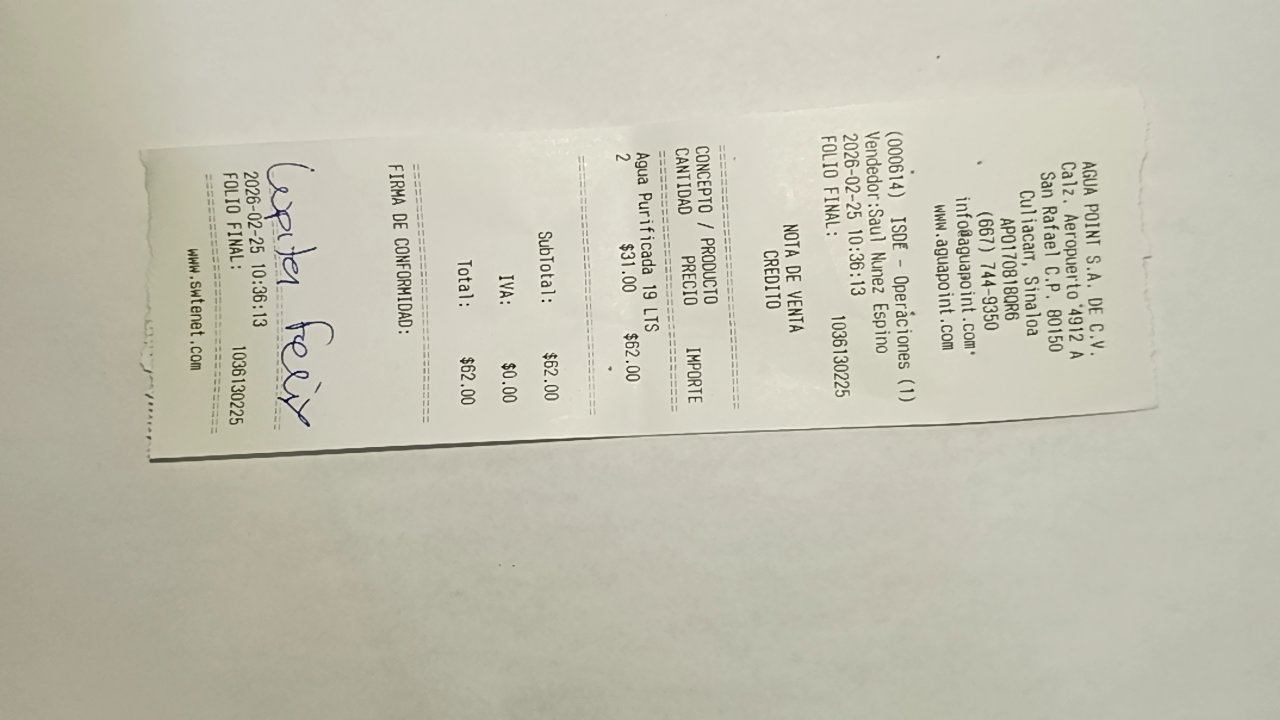 AGUA POINT S.A. DE C.V.
Calz. Aeropuerto 4912 A
San Rafael C.P. 80150
Culiacarr, Sinaloa
APO170818QR6
(667) 744-9350
info@aguapoint.com
www.aguapoint.com
(000614) ISDE - Operaciones (1)
Vendedor:Saul Nunez Espino
2026-02-25 10:36:13
FOLIO FINAL: 1036130225
NOTA DE VENTA
CREDITO
CONCEPTO / PRODUCTO
CANTIDAD PRECIO IMPORTE
Agua Purificada 19 LTS
2 $31.00 $62.00
SubTotal: $62.00
IVA: $0.00
Total: $62.00
FIRMA DE CONFORMIDAD:
Felix
2026-02-25 10:36:13
FOLIO FINAL: 1036130225
www.swtenet.com